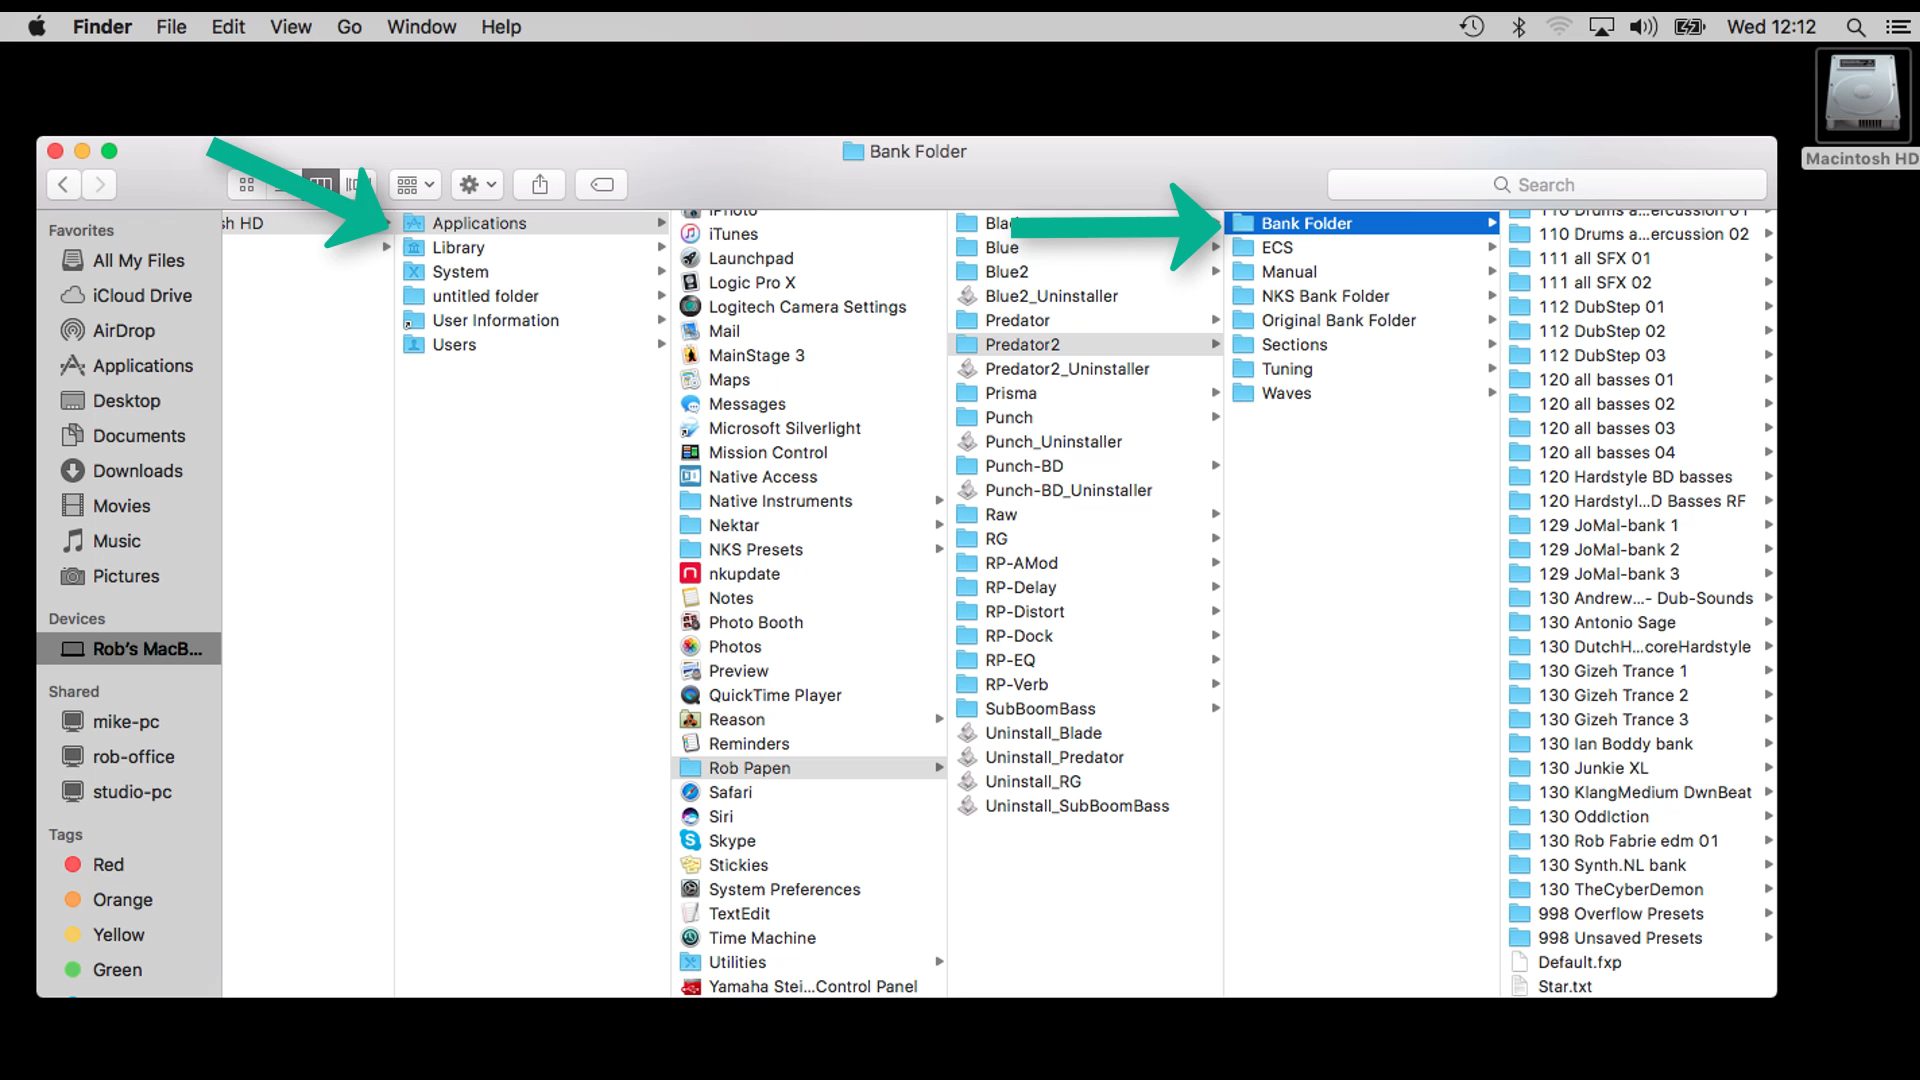 Finder File Edit View Go Window Help
Wed 12:12
Macintosh HD
Bank Folder
Search
Favorites
All My Files
iCloud Drive
AirDrop
Applications
Desktop
Documents
Downloads
Movies
Music
Pictures
Devices
Rob's MacB...
Shared
mike-pc
rob-office
studio-pc
Tags
Red
Orange
Yellow
Green
sh HD
Applications
Library
System
untitled folder
User Information
Users
iPhoto
iTunes
Launchpad
Logic Pro X
Logitech Camera Settings
Mail
MainStage 3
Maps
Messages
Microsoft Silverlight
Mission Control
Native Access
Native Instruments
Nektar
NKS Presets
nkupdate
Notes
Photo Booth
Photos
Preview
QuickTime Player
Reason
Reminders
Rob Papen
Safari
Siri
Skype
Stickies
System Preferences
TextEdit
Time Machine
Utilities
Yamaha Stei...Control Panel
Bla
Blue
Blue2
Blue2_Uninstaller
Predator
Predator2
Predator2_Uninstaller
Prisma
Punch
Punch_Uninstaller
Punch-BD
Punch-BD_Uninstaller
Raw
RG
RP-AMod
RP-Delay
RP-Distort
RP-Dock
RP-EQ
RP-Verb
SubBoomBass
Uninstall_Blade
Uninstall_Predator
Uninstall_RG
Uninstall_SubBoomBass
Bank Folder
ECS
Manual
NKS Bank Folder
Original Bank Folder
Sections
Tuning
Waves
110 Drums a...ercussion 01
110 Drums a...ercussion 02
111 all SFX 01
111 all SFX 02
112 DubStep 01
112 DubStep 02
112 DubStep 03
120 all basses 01
120 all basses 02
120 all basses 03
120 all basses 04
120 Hardstyle BD basses
120 Hardstyl...D Basses RF
129 JoMal-bank 1
129 JoMal-bank 2
129 JoMal-bank 3
130 Andrew...- Dub-Sounds
130 Antonio Sage
130 DutchH...coreHardstyle
130 Gizeh Trance 1
130 Gizeh Trance 2
130 Gizeh Trance 3
130 Ian Boddy bank
130 Junkie XL
130 KlangMedium DwnBeat
130 OddIction
130 Rob Fabrie edm 01
130 Synth.NL bank
130 TheCyberDemon
998 Overflow Presets
998 Unsaved Presets
Default.fxp
Star.txt